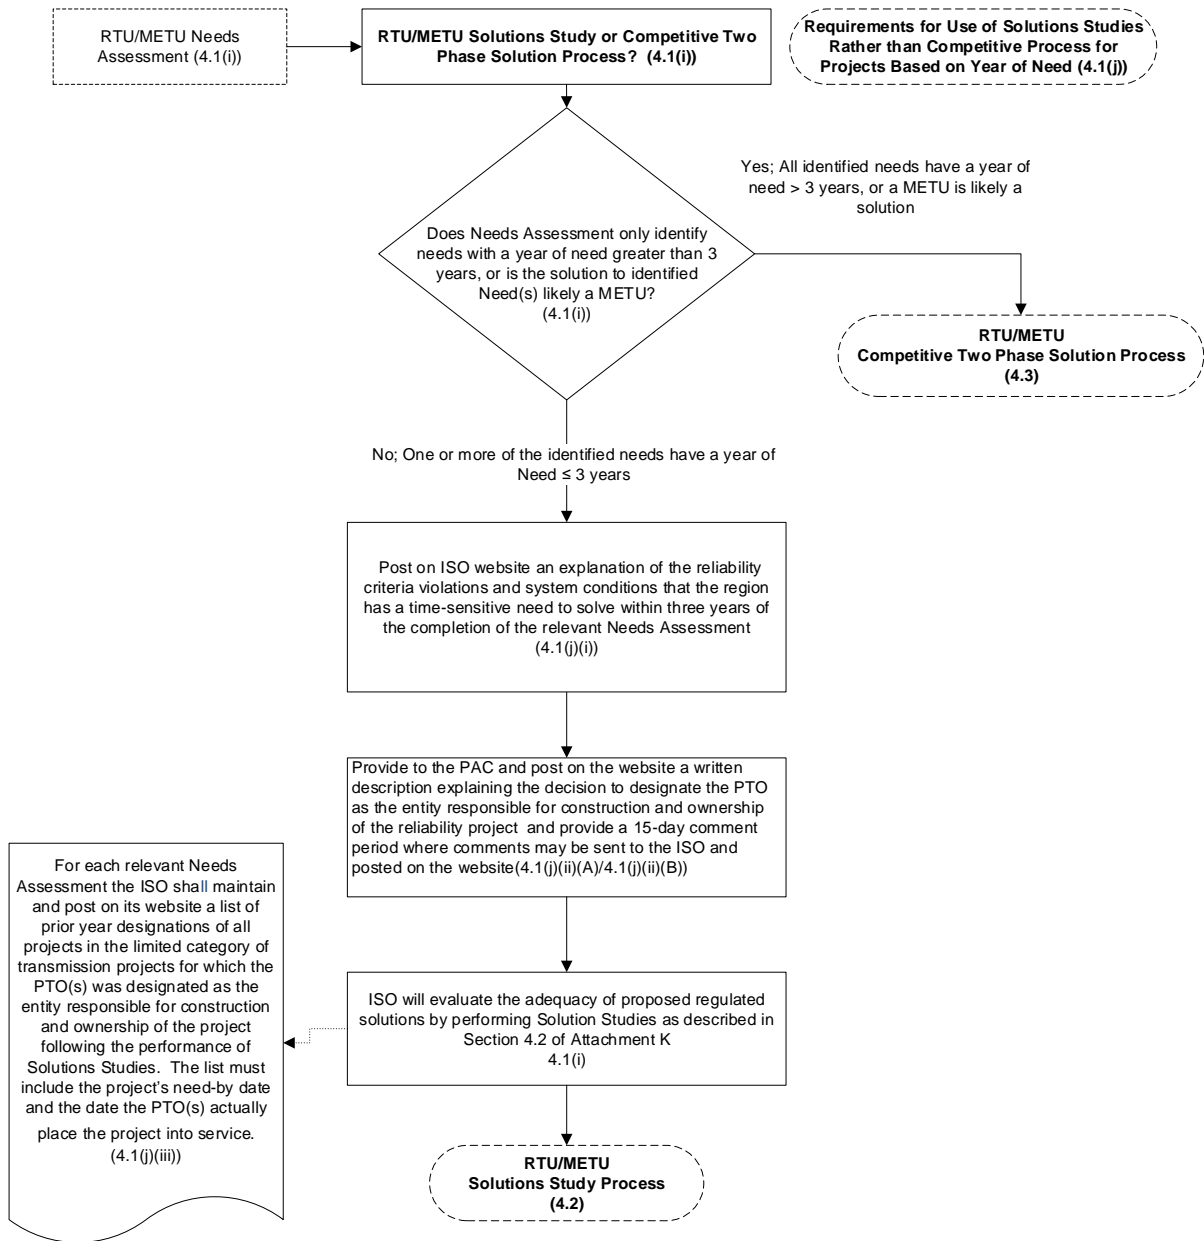 RTU/METU Needs
Assessment (4.1(i))
RTU/METU Solutions Study or Competitive Two
Phase Solution Process?  (4.1(i))
Requirements for Use of Solutions Studies
Rather than Competitive Process for
Projects Based on Year of Need (4.1(j))
Yes; All identified needs have a year of
need > 3 years, or a METU is likely a
solution
Does Needs Assessment only identify
needs with a year of need greater than 3
years, or is the solution to identified
Need(s) likely a METU?
(4.1(i))
RTU/METU
Competitive Two Phase Solution Process
(4.3)
No; One or more of the identified needs have a year of
Need ≤ 3 years
Post on ISO website an explanation of the reliability
criteria violations and system conditions that the region
has a time-sensitive need to solve within three years of
the completion of the relevant Needs Assessment
(4.1(j)(i))
Provide to the PAC and post on the website a written
description explaining the decision to designate the PTO
as the entity responsible for construction and ownership
of the reliability project  and provide a 15-day comment
period where comments may be sent to the ISO and
posted on the website(4.1(j)(ii)(A)/4.1(j)(ii)(B))
For each relevant Needs
Assessment the ISO shall maintain
and post on its website a list of
prior year designations of all
projects in the limited category of
transmission projects for which the
PTO(s) was designated as the
entity responsible for construction
and ownership of the project
following the performance of
Solutions Studies.  The list must
include the project's need-by date
and the date the PTO(s) actually
place the project into service.
(4.1(j)(iii))
ISO will evaluate the adequacy of proposed regulated
solutions by performing Solution Studies as described in
Section 4.2 of Attachment K
4.1(i)
RTU/METU
Solutions Study Process
(4.2)